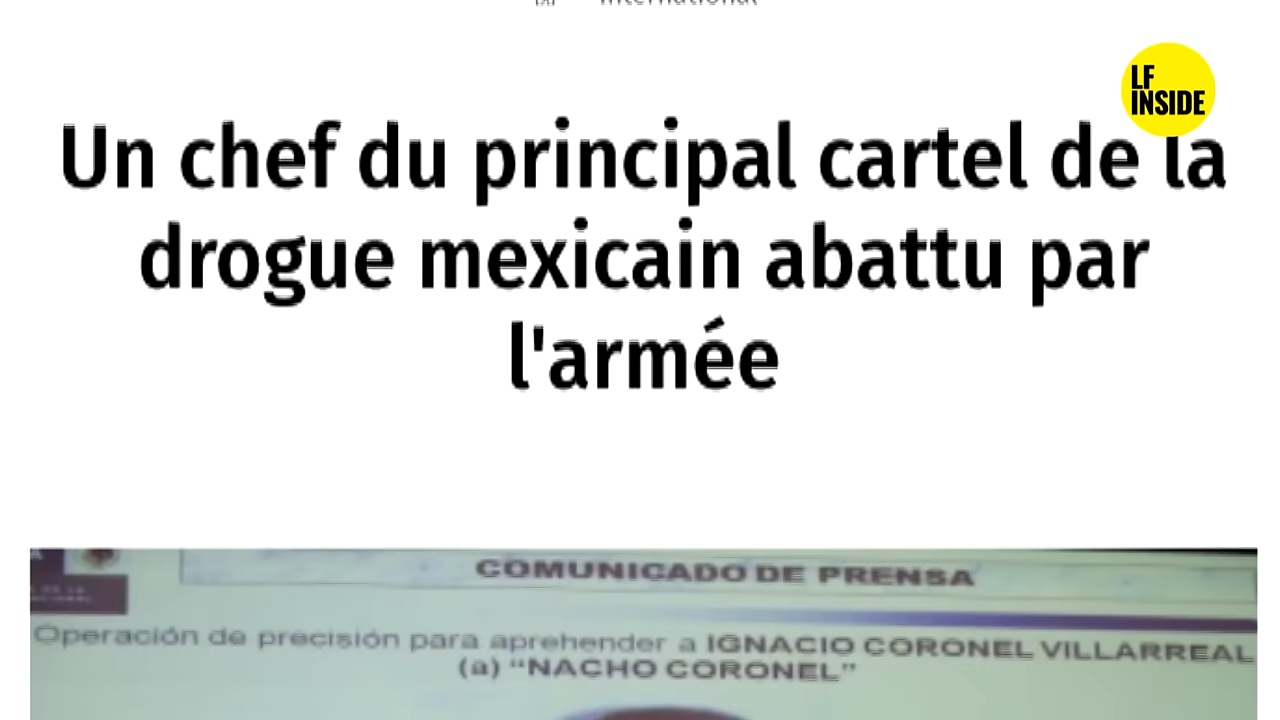 International
LF
INSIDE
Un chef du principal cartel de la
drogue mexicain abattu par
l'armée
COMUNICADO DE PRENSA
Operación de precisión para aprehender a IGNACIO CORONEL VILLARREAL
(a) “NACHO CORONEL”